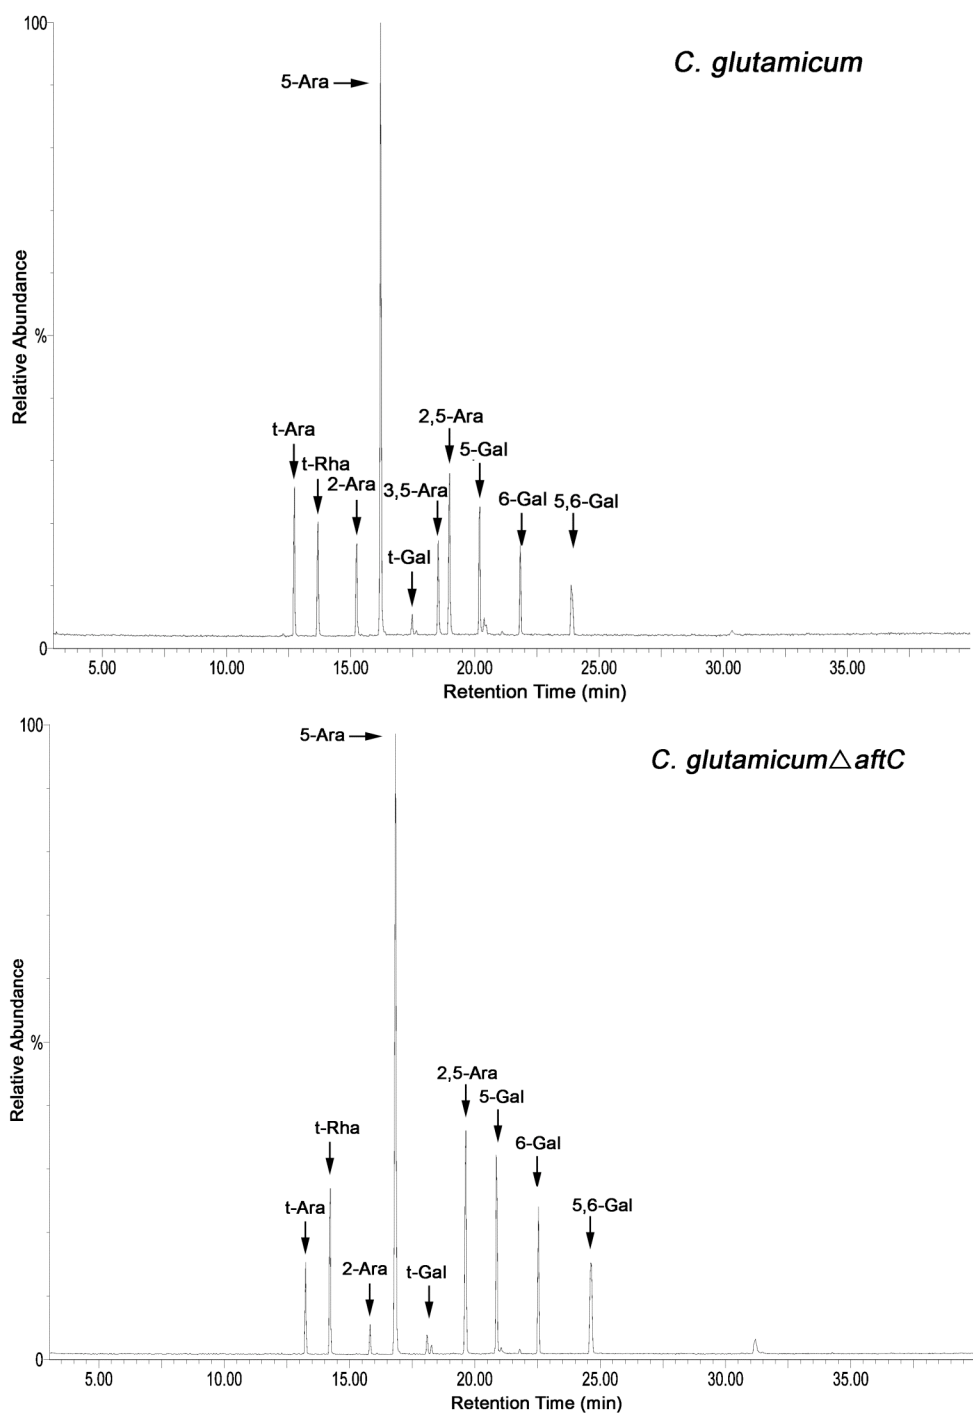 100
C. glutamicum
5-Ara
Relative Abundance
%
2,5-Ara
t-Ara
5-Gal
t-Rha
2-Ara
3,5-Ara
6-Gal
5,6-Gal
t-Gal
0
5.00 10.00 15.00 20.00 25.00 30.00 35.00
Retention Time (min)
100
5-Ara
C. glutamicum△aftC
Relative Abundance
%
2,5-Ara
5-Gal
t-Rha
6-Gal
t-Ara
5,6-Gal
2-Ara
t-Gal
0
5.00 10.00 15.00 20.00 25.00 30.00 35.00
Retention Time (min)